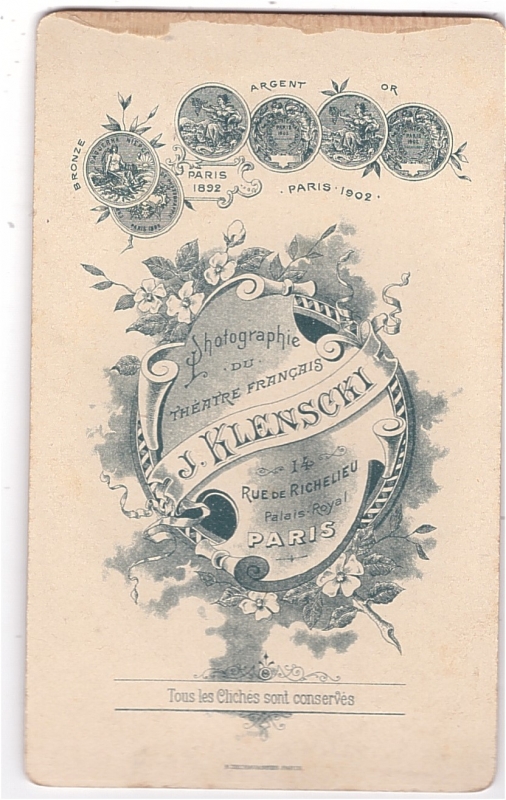 ARGENT OR
BRONZE
PARIS
1892
. PARIS · 1902 .
Photographie
· DU ·
THÉATRE FRANÇAIS
J. KLENSCKI
14
RUE DE RICHELIEU
Palais-Royal
PARIS
Tous les Clichés sont conservés